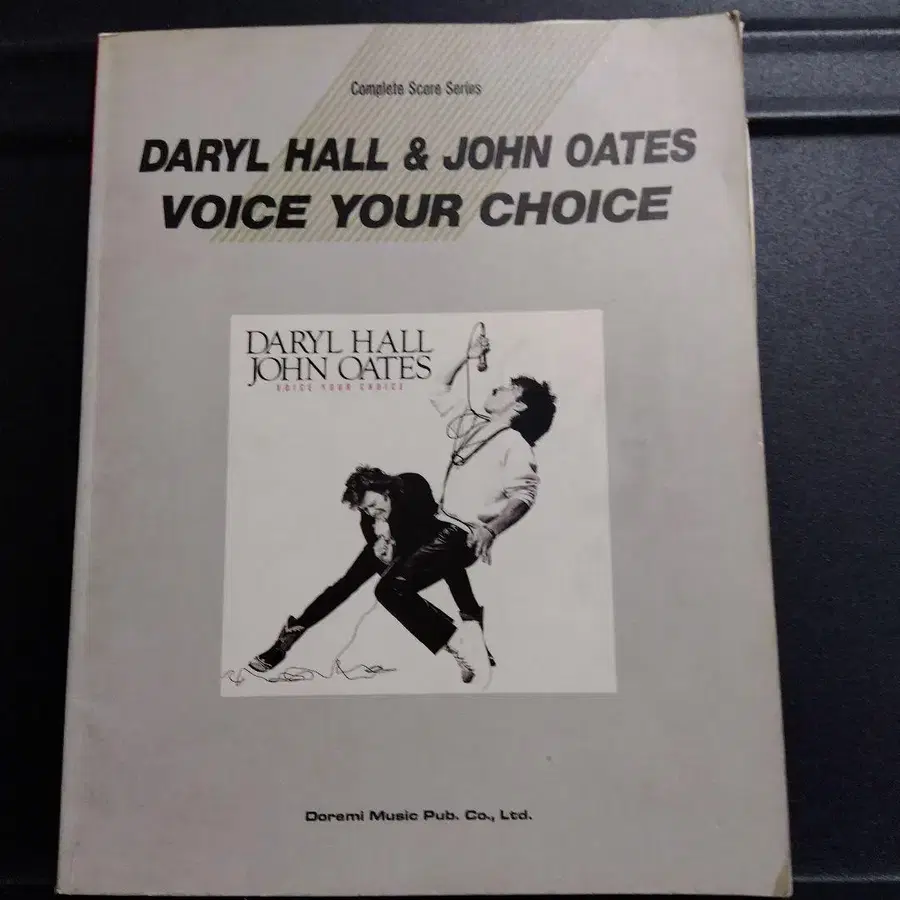 Complete Score Series
DARYL HALL & JOHN OATES
VOICE YOUR CHOICE
DARYL HALL
JOHN OATES
VOICE YOUR CHOICE
Doremi Music Pub. Co., Ltd.